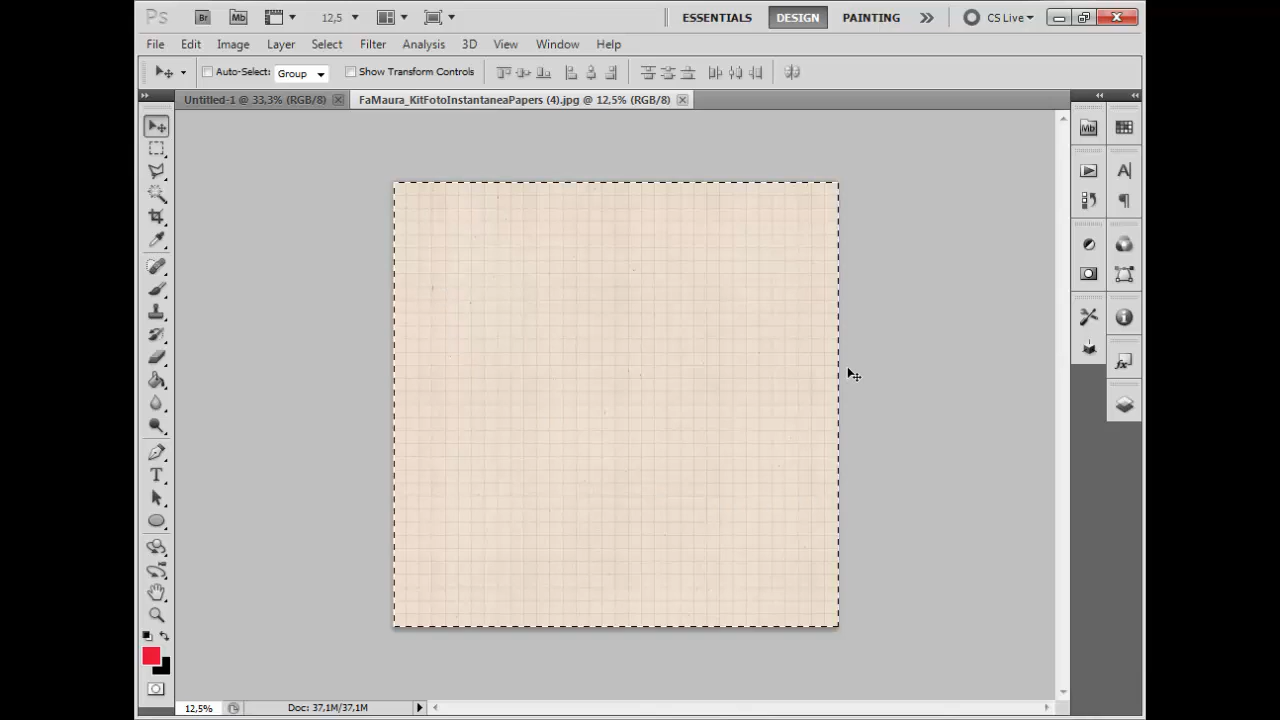 Ps Br Mb 12,5 ESSENTIALS DESIGN PAINTING CS Live
File Edit Image Layer Select Filter Analysis 3D View Window Help
Auto-Select: Group Show Transform Controls
Untitled-1 @ 33,3% (RGB/8) FaMaura_KitFotoInstantaneaPapers (4).jpg @ 12,5% (RGB/8)
Mb
A
T
fx
12,5% Doc: 37,1M/37,1M